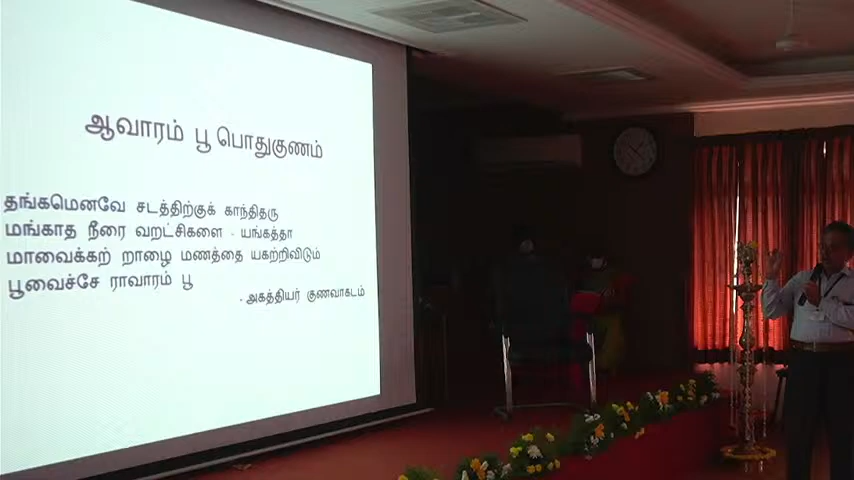 ஆவாரம் பூ பொதுகுணம்
தங்கமெனவே சடத்திற்குக் காந்திதரு
மங்காத நீரை வறட்சிகளை - யங்கத்தா
மாவைக்கற் றாழை மணத்தை யகற்றிவிடும்
பூவைச்சே ராவாரம் பூ
- அகத்தியர் குணவாகடம்